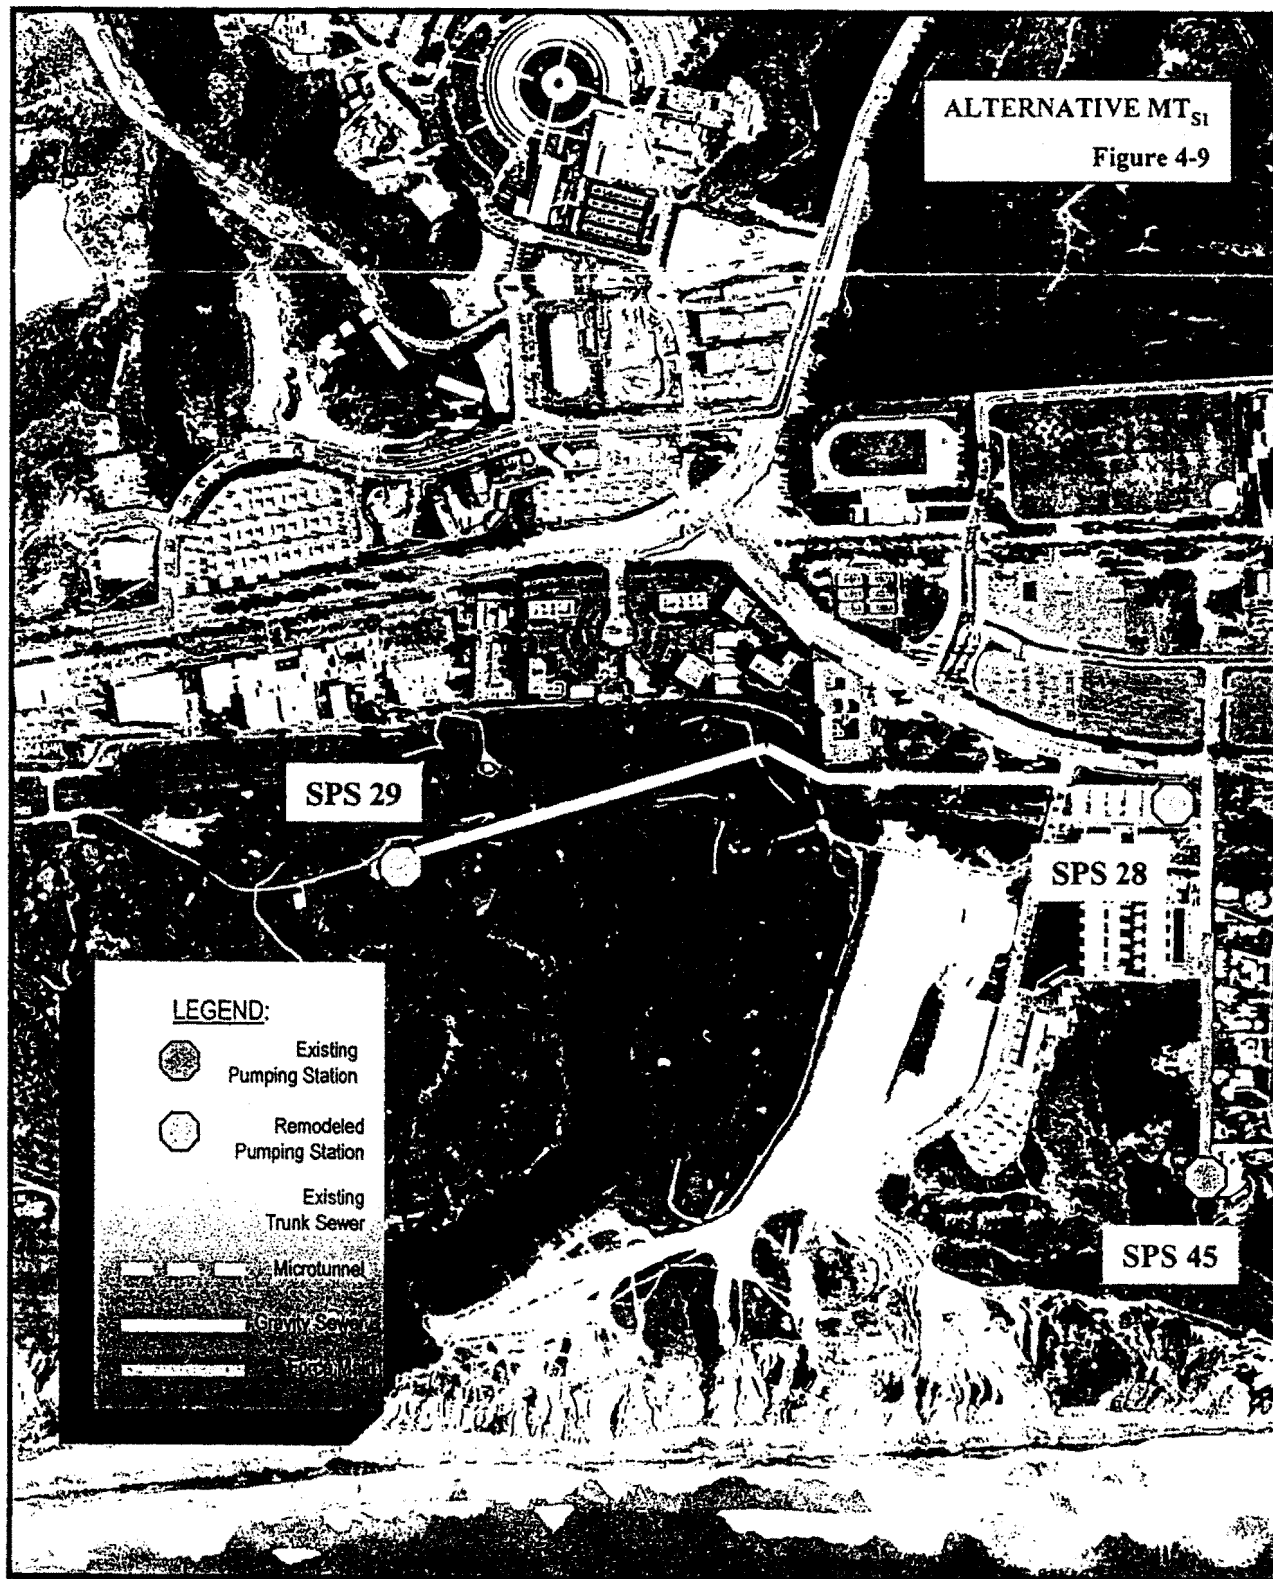 ALTERNATIVE MT_S1
Figure 4-9
SPS 29
SPS 28
SPS 45
LEGEND:
Existing
Pumping Station
Remodeled
Pumping Station
Existing
Trunk Sewer
Microtunnel
Gravity Sewer
Force Main